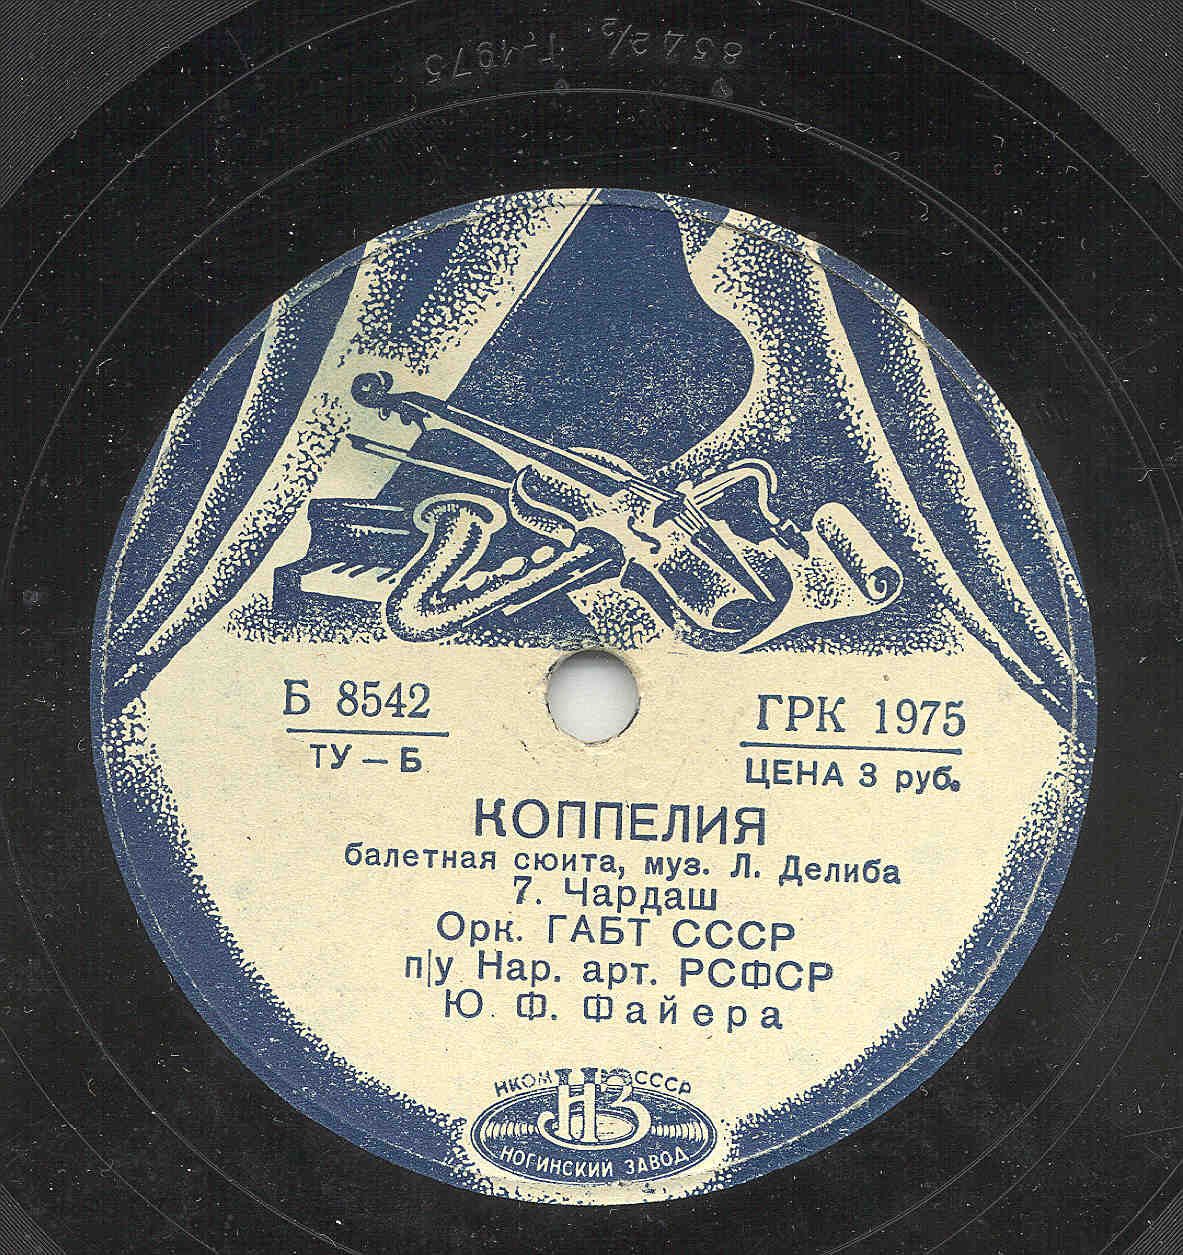 8542/2 Г-1975
Б 8542
ТУ – Б
ГРК 1975
ЦЕНА 3 руб.
КОППЕЛИЯ
балетная сюита, муз. Л. Делиба
7. Чардаш
Орк. ГАБТ СССР
п|у Нар. арт. РСФСР
Ю. Ф. Файера
НКОМ СССР
НЗ
НОГИНСКИЙ ЗАВОД